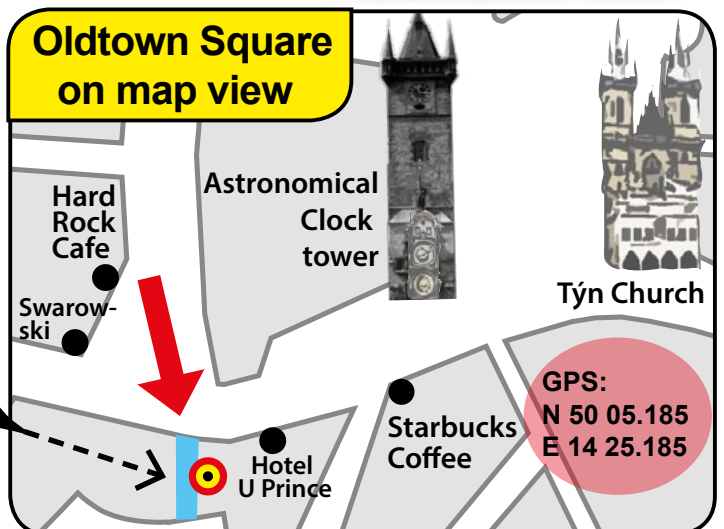 Oldtown Square
on map view
Astronomical
Clock
tower
Hard
Rock
Cafe
Swarow-
ski
Týn Church
GPS:
N 50 05.185
E 14 25.185
Starbucks
Coffee
Hotel
U Prince